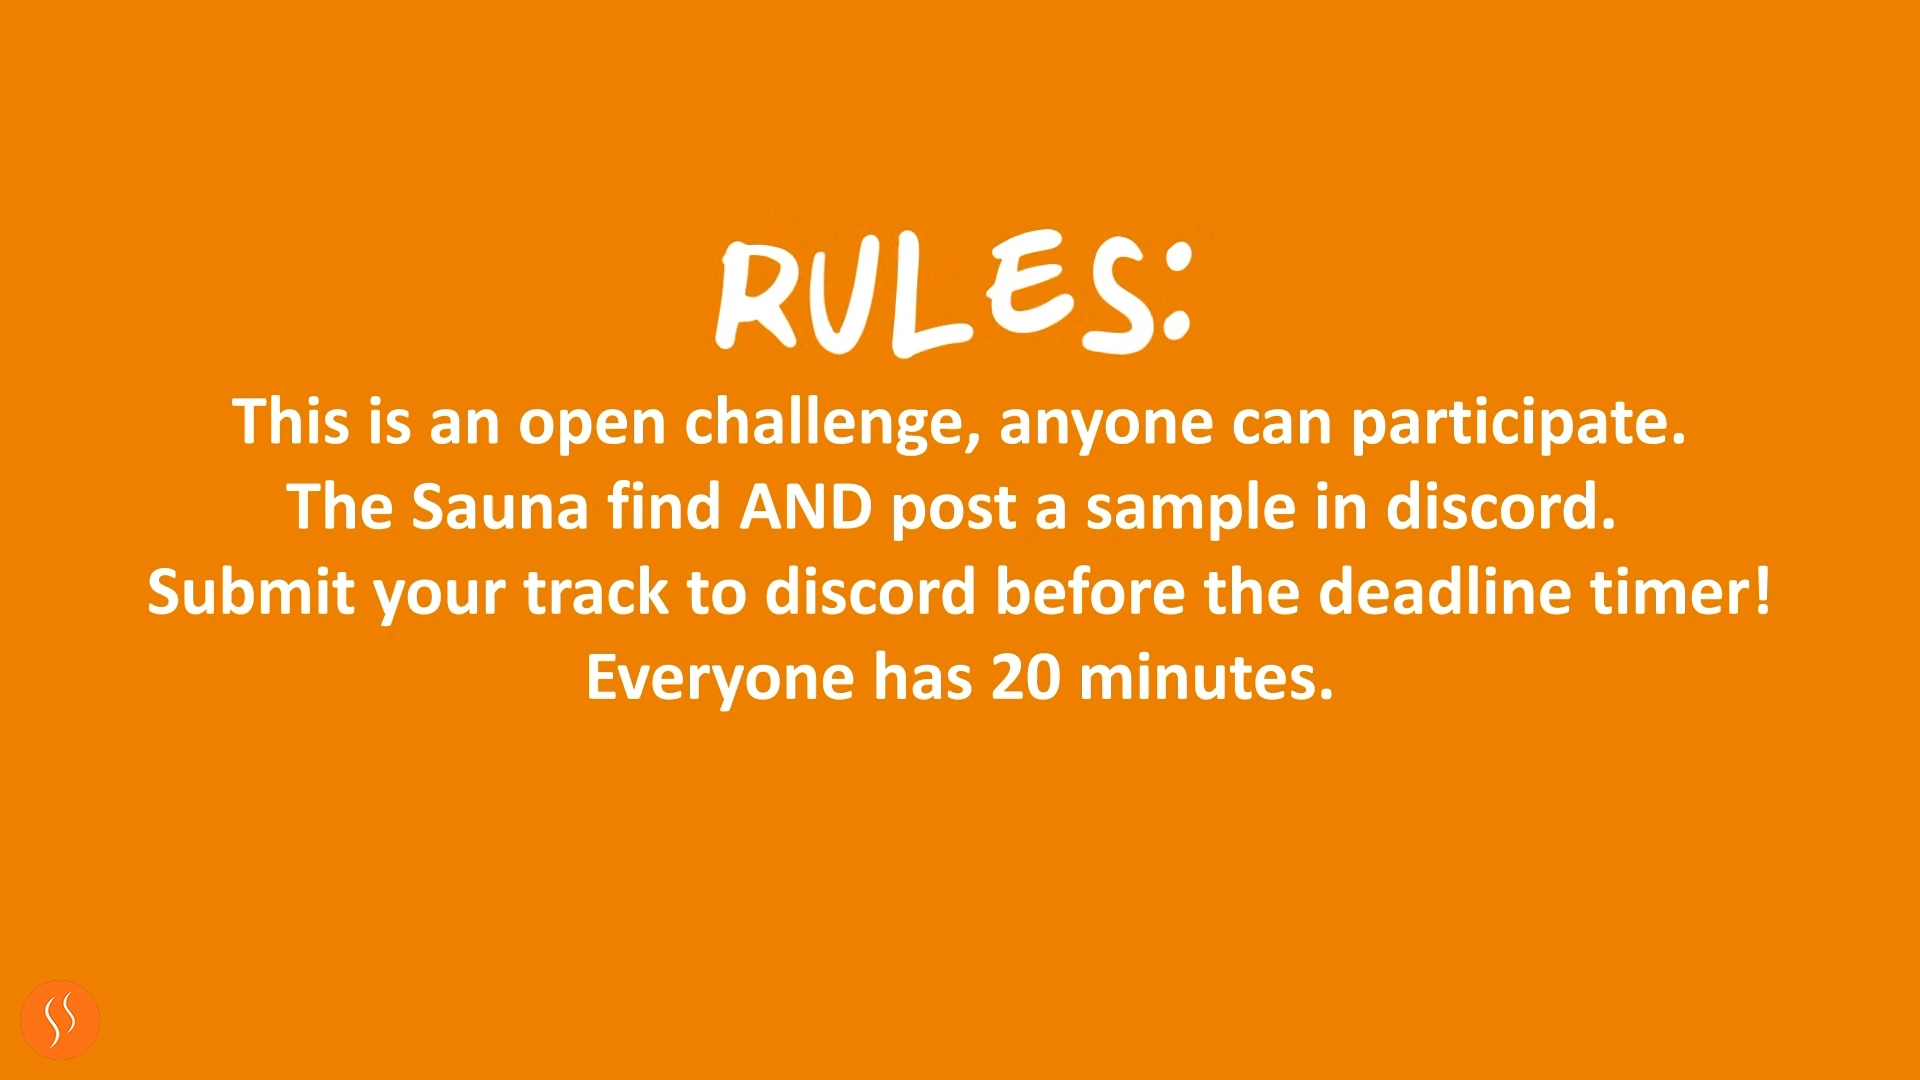 RULES:
This is an open challenge, anyone can participate.
The Sauna find AND post a sample in discord.
Submit your track to discord before the deadline timer!
Everyone has 20 minutes.